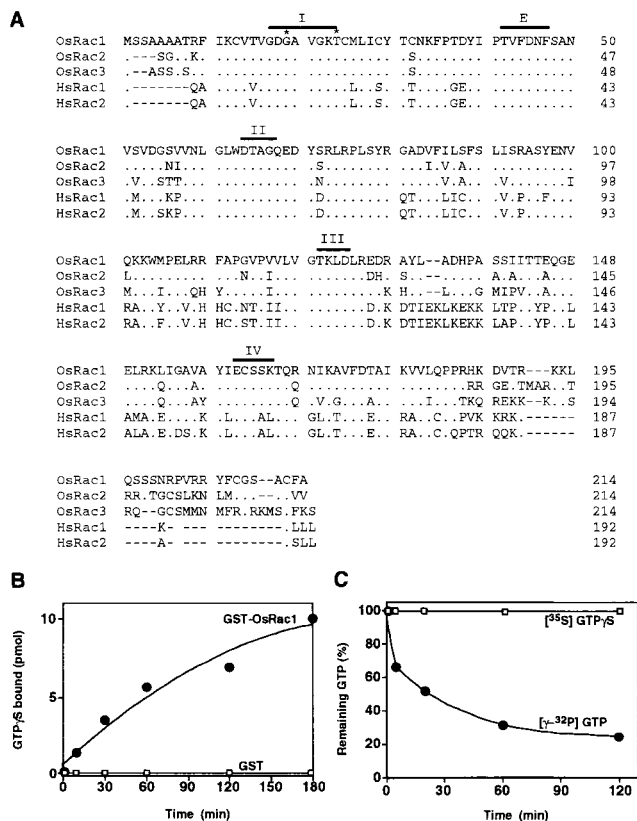 A
I E
* *
OsRac1 MSSAAAATRF IKCVTVGDGA VGKTCMLICY TCNKFPTDYI PTVFDNFSAN 50
OsRac2 ---SG..K. .......... .......... ..S....... .......... 47
OsRac3 --ASSS..S .......... .......... .......... .......... 48
HsRac1 -------QA ...V...... ......L..S. .T....GE.. .......... 43
HsRac2 -------QA ...V...... ......L..S. .T....GE.. .......... 43
II
OsRac1 VSVDGSVVNL GLWDTAGQED YSRLRPLSYR GADVFILSFS LISRASYENV 100
OsRac2 .....NI... .......... .S........ .....I.V.A .......... 97
OsRac3 .V..STT... .......... .N........ .......V.A .V.......I 98
HsRac1 .M...KP... .......... .D.......QT ...L.IC... .V.P..F... 93
HsRac2 .M..SKP... .......... .D.......QT ...L.IC... .V.P..F... 93
III
OsRac1 QKKWMPELRR FAPGVPVVLV GTKLDLREDR AYL--ADHPA SSIITTEQGE 148
OsRac2 L......... ....N..I.. ........DH .S..--.... .A...A.... 145
OsRac3 M...I...QH Y......I.. .........K H..--.L..G MIPV..A... 146
HsRac1 RA..Y..V.H HC.NT.II.. ........D.K DTIEKLKEKK LTP..YP..L 143
HsRac2 RA..F..V.H HC.ST.II.. ........D.K DTIEKLKEKK LAP..YP..L 143
IV
OsRac1 ELRKLIGAVA YIECSSKTQR NIKAVFDTAI KVVLQPPRHK DVTR---KKL 195
OsRac2 ....Q...A. ........Q. .......... ........RR GE.TMAR..T 195
OsRac3 ....Q...AY ........Q. .V.G...A.. ..I...TKQ REKK--K..S 194
HsRac1 AMA.E....K .L...AL... GL.T..E... RA..C..PVK KRK.------ 187
HsRac2 ALA.E.DS.K .L...AL... GL.T..E... RA..C.QPTR QQK.------ 187
OsRac1 QSSSNRPVRR YFCGS--ACFA 214
OsRac2 RR.TGCSLKN LM...--..VV 214
OsRac3 RQ--GCSMMN MFR.RKMS.FKS 214
HsRac1 ----K----- --------.LLL 192
HsRac2 ----A----- --------.SLL 192
B
GTPγS bound (pmol)
10
5
0
GST-OsRac1
GST
0 30 60 90 120 150 180
Time (min)
C
Remaining GTP (%)
100
80
60
40
20
0
[³⁵S] GTPγS
[γ-³²P] GTP
0 20 40 60 80 100 120
Time (min)